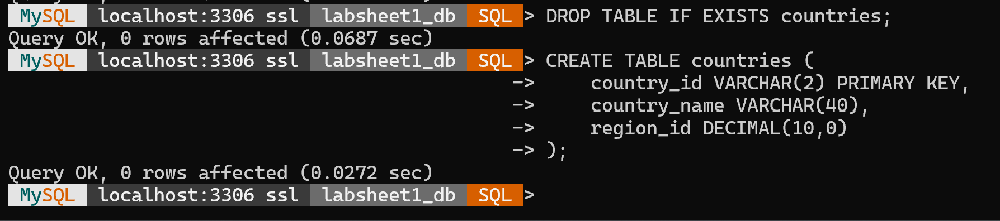 MySQL localhost:3306 ssl labsheet1_db SQL > DROP TABLE IF EXISTS countries;
Query OK, 0 rows affected (0.0687 sec)
MySQL localhost:3306 ssl labsheet1_db SQL > CREATE TABLE countries (
-> country_id VARCHAR(2) PRIMARY KEY,
-> country_name VARCHAR(40),
-> region_id DECIMAL(10,0)
-> );
Query OK, 0 rows affected (0.0272 sec)
MySQL localhost:3306 ssl labsheet1_db SQL >